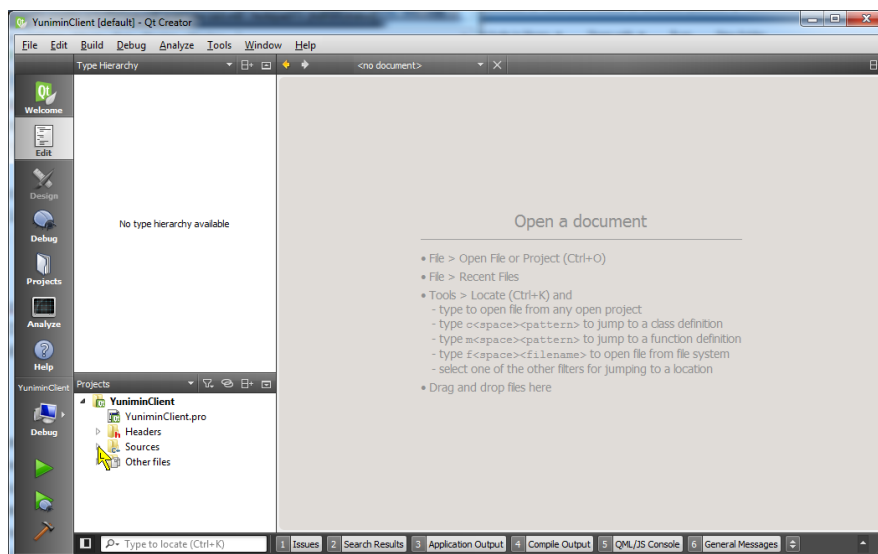 YuniminClient [default] - Qt Creator
File Edit Build Debug Analyze Tools Window Help
Type Hierarchy
<no document>
Qt
Welcome
Edit
Design
Debug
Projects
Analyze
Help
No type hierarchy available
Open a document
• File > Open File or Project (Ctrl+O)
• File > Recent Files
• Tools > Locate (Ctrl+K) and
- type to open file from any open project
- type c<space><pattern> to jump to a class definition
- type m<space><pattern> to jump to a function definition
- type f<space><filename> to open file from file system
- select one of the other filters for jumping to a location
• Drag and drop files here
YuniminClient
Debug
Projects
YuniminClient
YuniminClient.pro
Headers
Sources
Other files
Type to locate (Ctrl+K)
1 Issues 2 Search Results 3 Application Output 4 Compile Output 5 QML/JS Console 6 General Messages